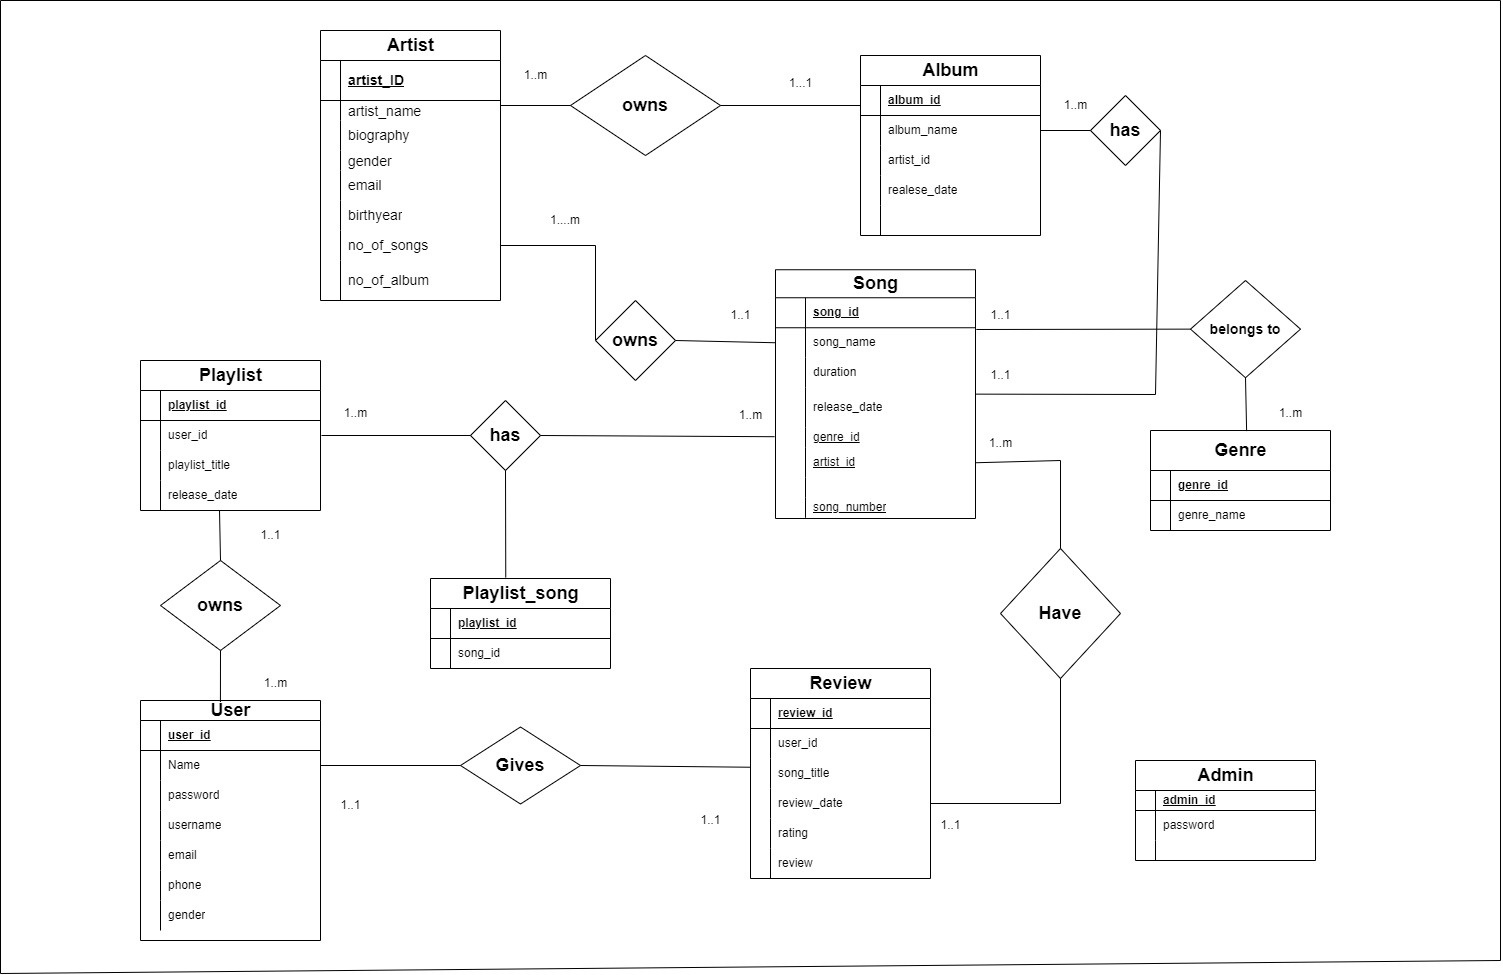 Artist
artist_ID
artist_name
biography
gender
email
birthyear
no_of_songs
no_of_album
1..m
owns
1...1
Album
album_id
album_name
artist_id
realese_date
1..m
has
1....m
owns
1..1
Song
song_id
song_name
duration
release_date
genre_id
artist_id
song_number
1..1
1..1
1..m
belongs to
1..m
Genre
genre_id
genre_name
Playlist
playlist_id
user_id
playlist_title
release_date
1..m
has
1..m
Playlist_song
playlist_id
song_id
1..1
owns
1..m
User
user_id
Name
password
username
email
phone
gender
1..1
Gives
1..1
Review
review_id
user_id
song_title
review_date
rating
review
1..1
Have
Admin
admin_id
password